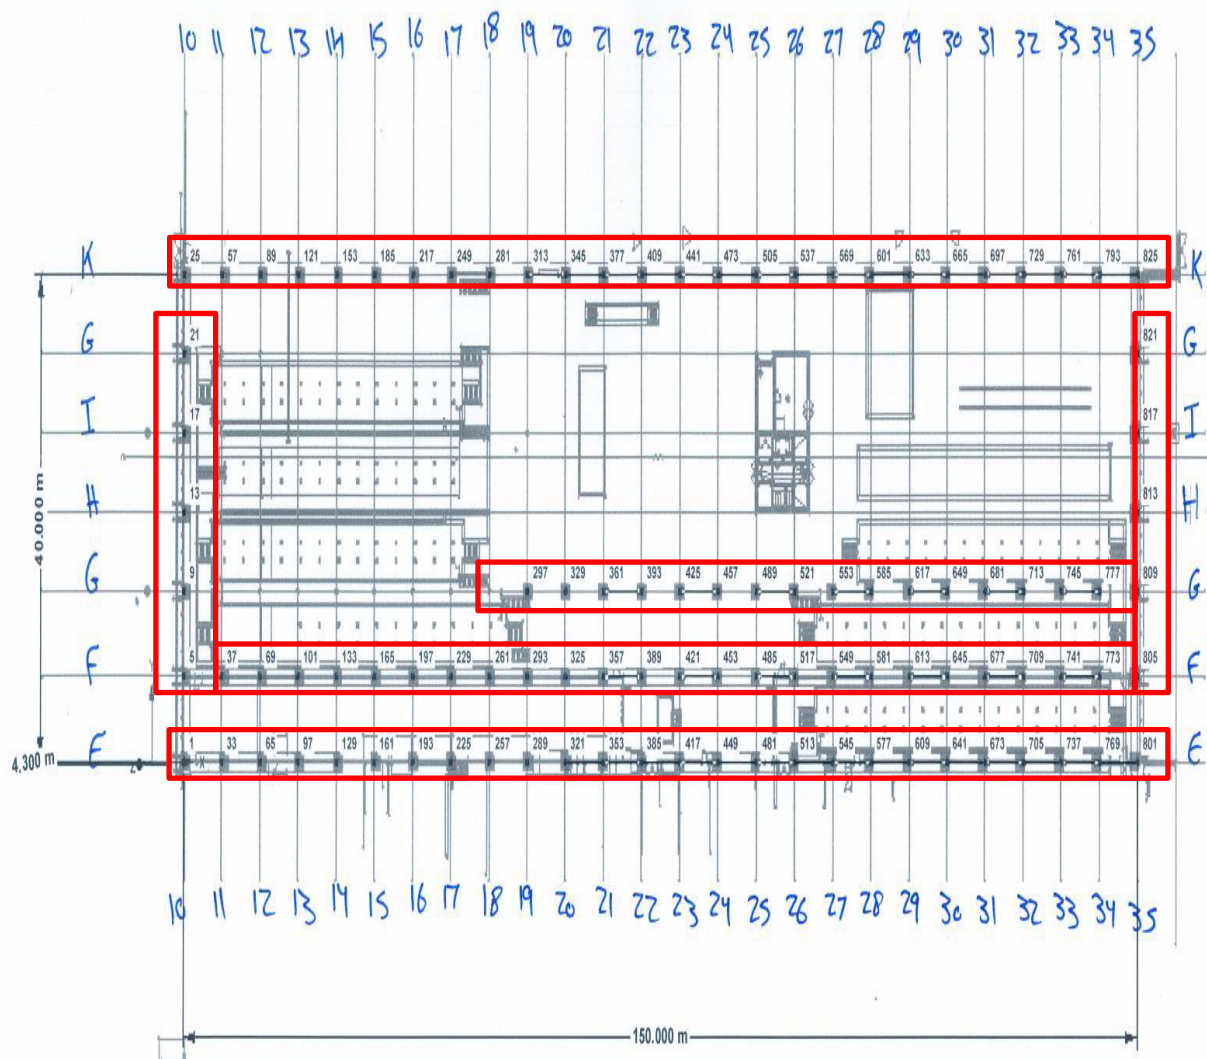 10 11 12 13 14 15 16 17 18 19 20 21 22 23 24 25 26 27 28 29 30 31 32 33 34 35
25 57 89 121 153 185 217 249 281 313 345 377 409 441 473 505 537 569 601 633 665 697 729 761 793 825
K K
21 821
G G
17 817
I I
13 813
H H
40.000 m
9 297 329 361 393 425 457 489 521 553 585 617 649 681 713 745 777 809
G G
5 37 69 101 133 165 197 229 261 293 325 357 389 421 453 485 517 549 581 613 645 677 709 741 773 805
F F
1 33 65 97 129 161 193 225 257 289 321 353 385 417 449 481 513 545 577 609 641 673 705 737 769 801
E E
4,300 m
10 11 12 13 14 15 16 17 18 19 20 21 22 23 24 25 26 27 28 29 30 31 32 33 34 35
150.000 m